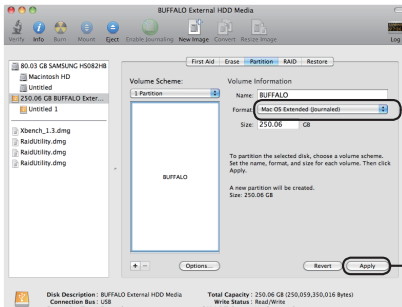 BUFFALO External HDD Media
Verify Info Burn Mount Eject Enable Journaling New Image Convert Resize Image Log
80.03 GB SAMSUNG HS082HB
Macintosh HD
Untitled
250.06 GB BUFFALO Exter...
Untitled 1
Xbench_1.3.dmg
RaidUtility.dmg
RaidUtility.dmg
RaidUtility.dmg
First Aid Erase Partition RAID Restore
Volume Scheme:
1 Partition
BUFFALO
+ -
Options...
Volume Information
Name: BUFFALO
Format: Mac OS Extended (Journaled)
Size: 250.06 GB
To partition the selected disk, choose a volume scheme.
Set the name, format, and size for each volume. Then click
Apply.
A new partition will be created.
Size: 250.06 GB
Revert Apply
Disk Description : BUFFALO External HDD Media Total Capacity : 250.06 GB (250,059,350,016 Bytes)
Connection Bus : USB Write Status : Read/Write